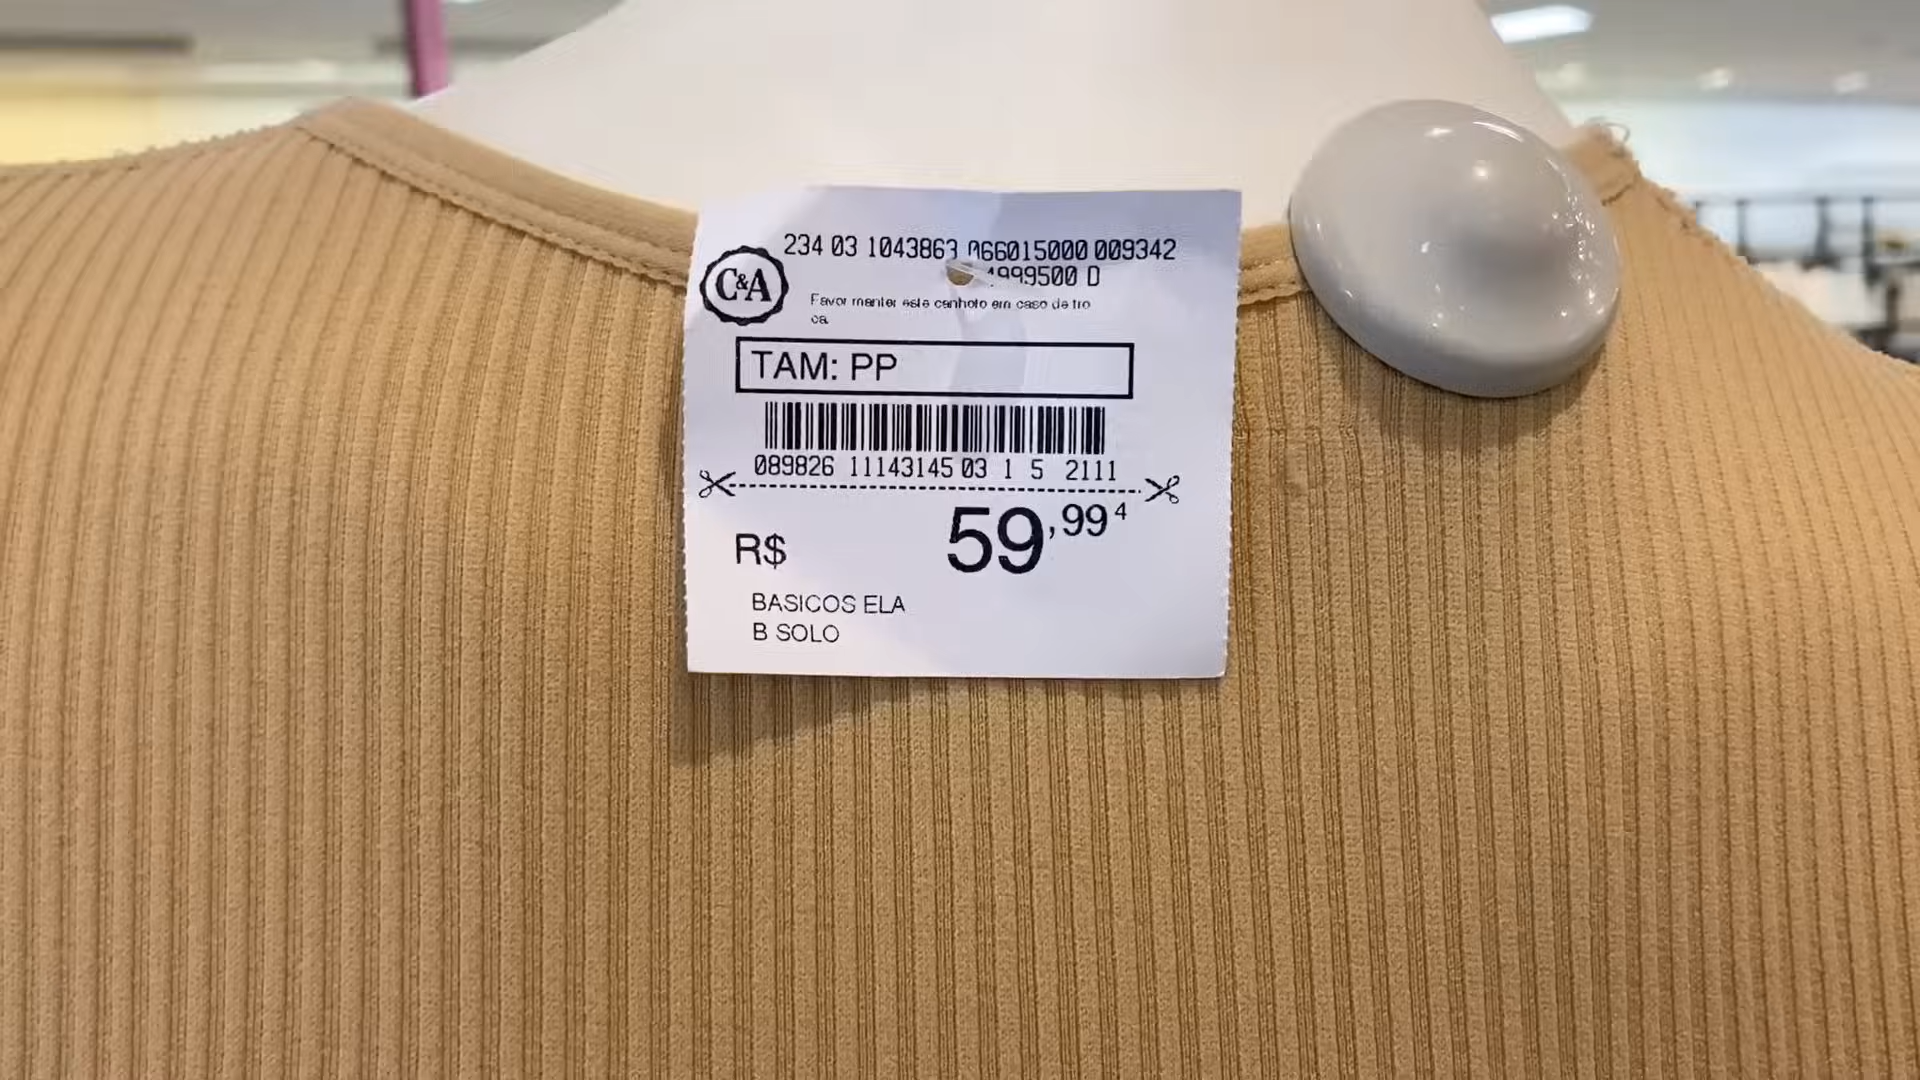 234 03 1043863 066015000 009342
C&A
1999500 D
Favor manter este canhoto em caso de tro
ca
TAM: PP
089826 11143145 03 1 5 2111
R$ 59,99 4
BASICOS ELA
B SOLO